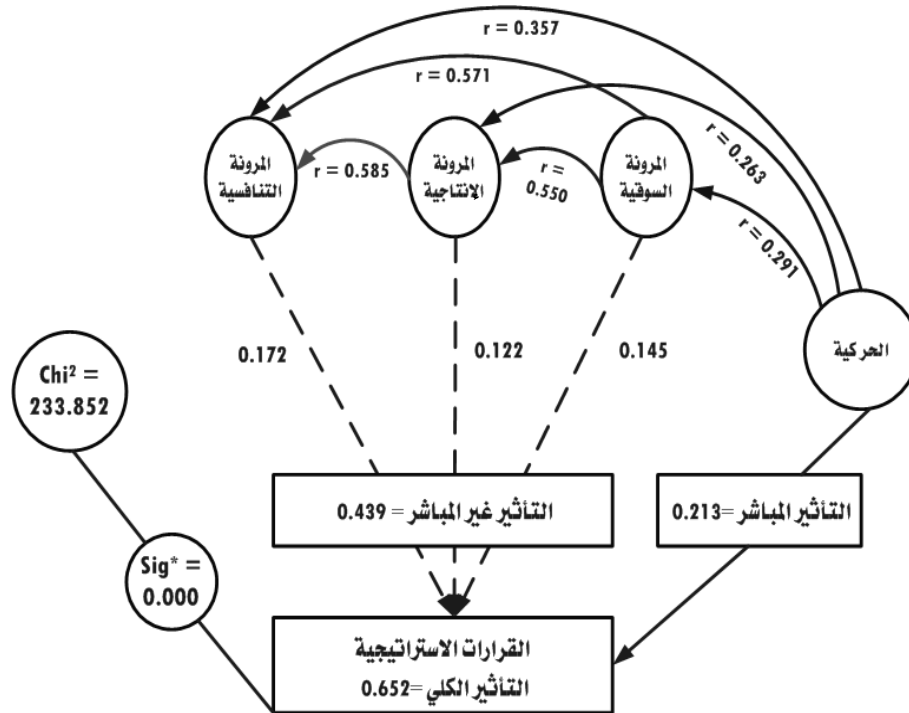 r = 0.357
r = 0.571
r = 0.263
المرونة
التنافسية
r = 0.585
المرونة
الإنتاجية
r =
0.550
المرونة
السوقية
r = 0.291
الحركية
0.172
0.122
0.145
Chi² =
233.852
التأثير غير المباشر = 0.439
التأثير المباشر =0.213
Sig* =
0.000
القرارات الاستراتيجية
التأثير الكلي =0.652